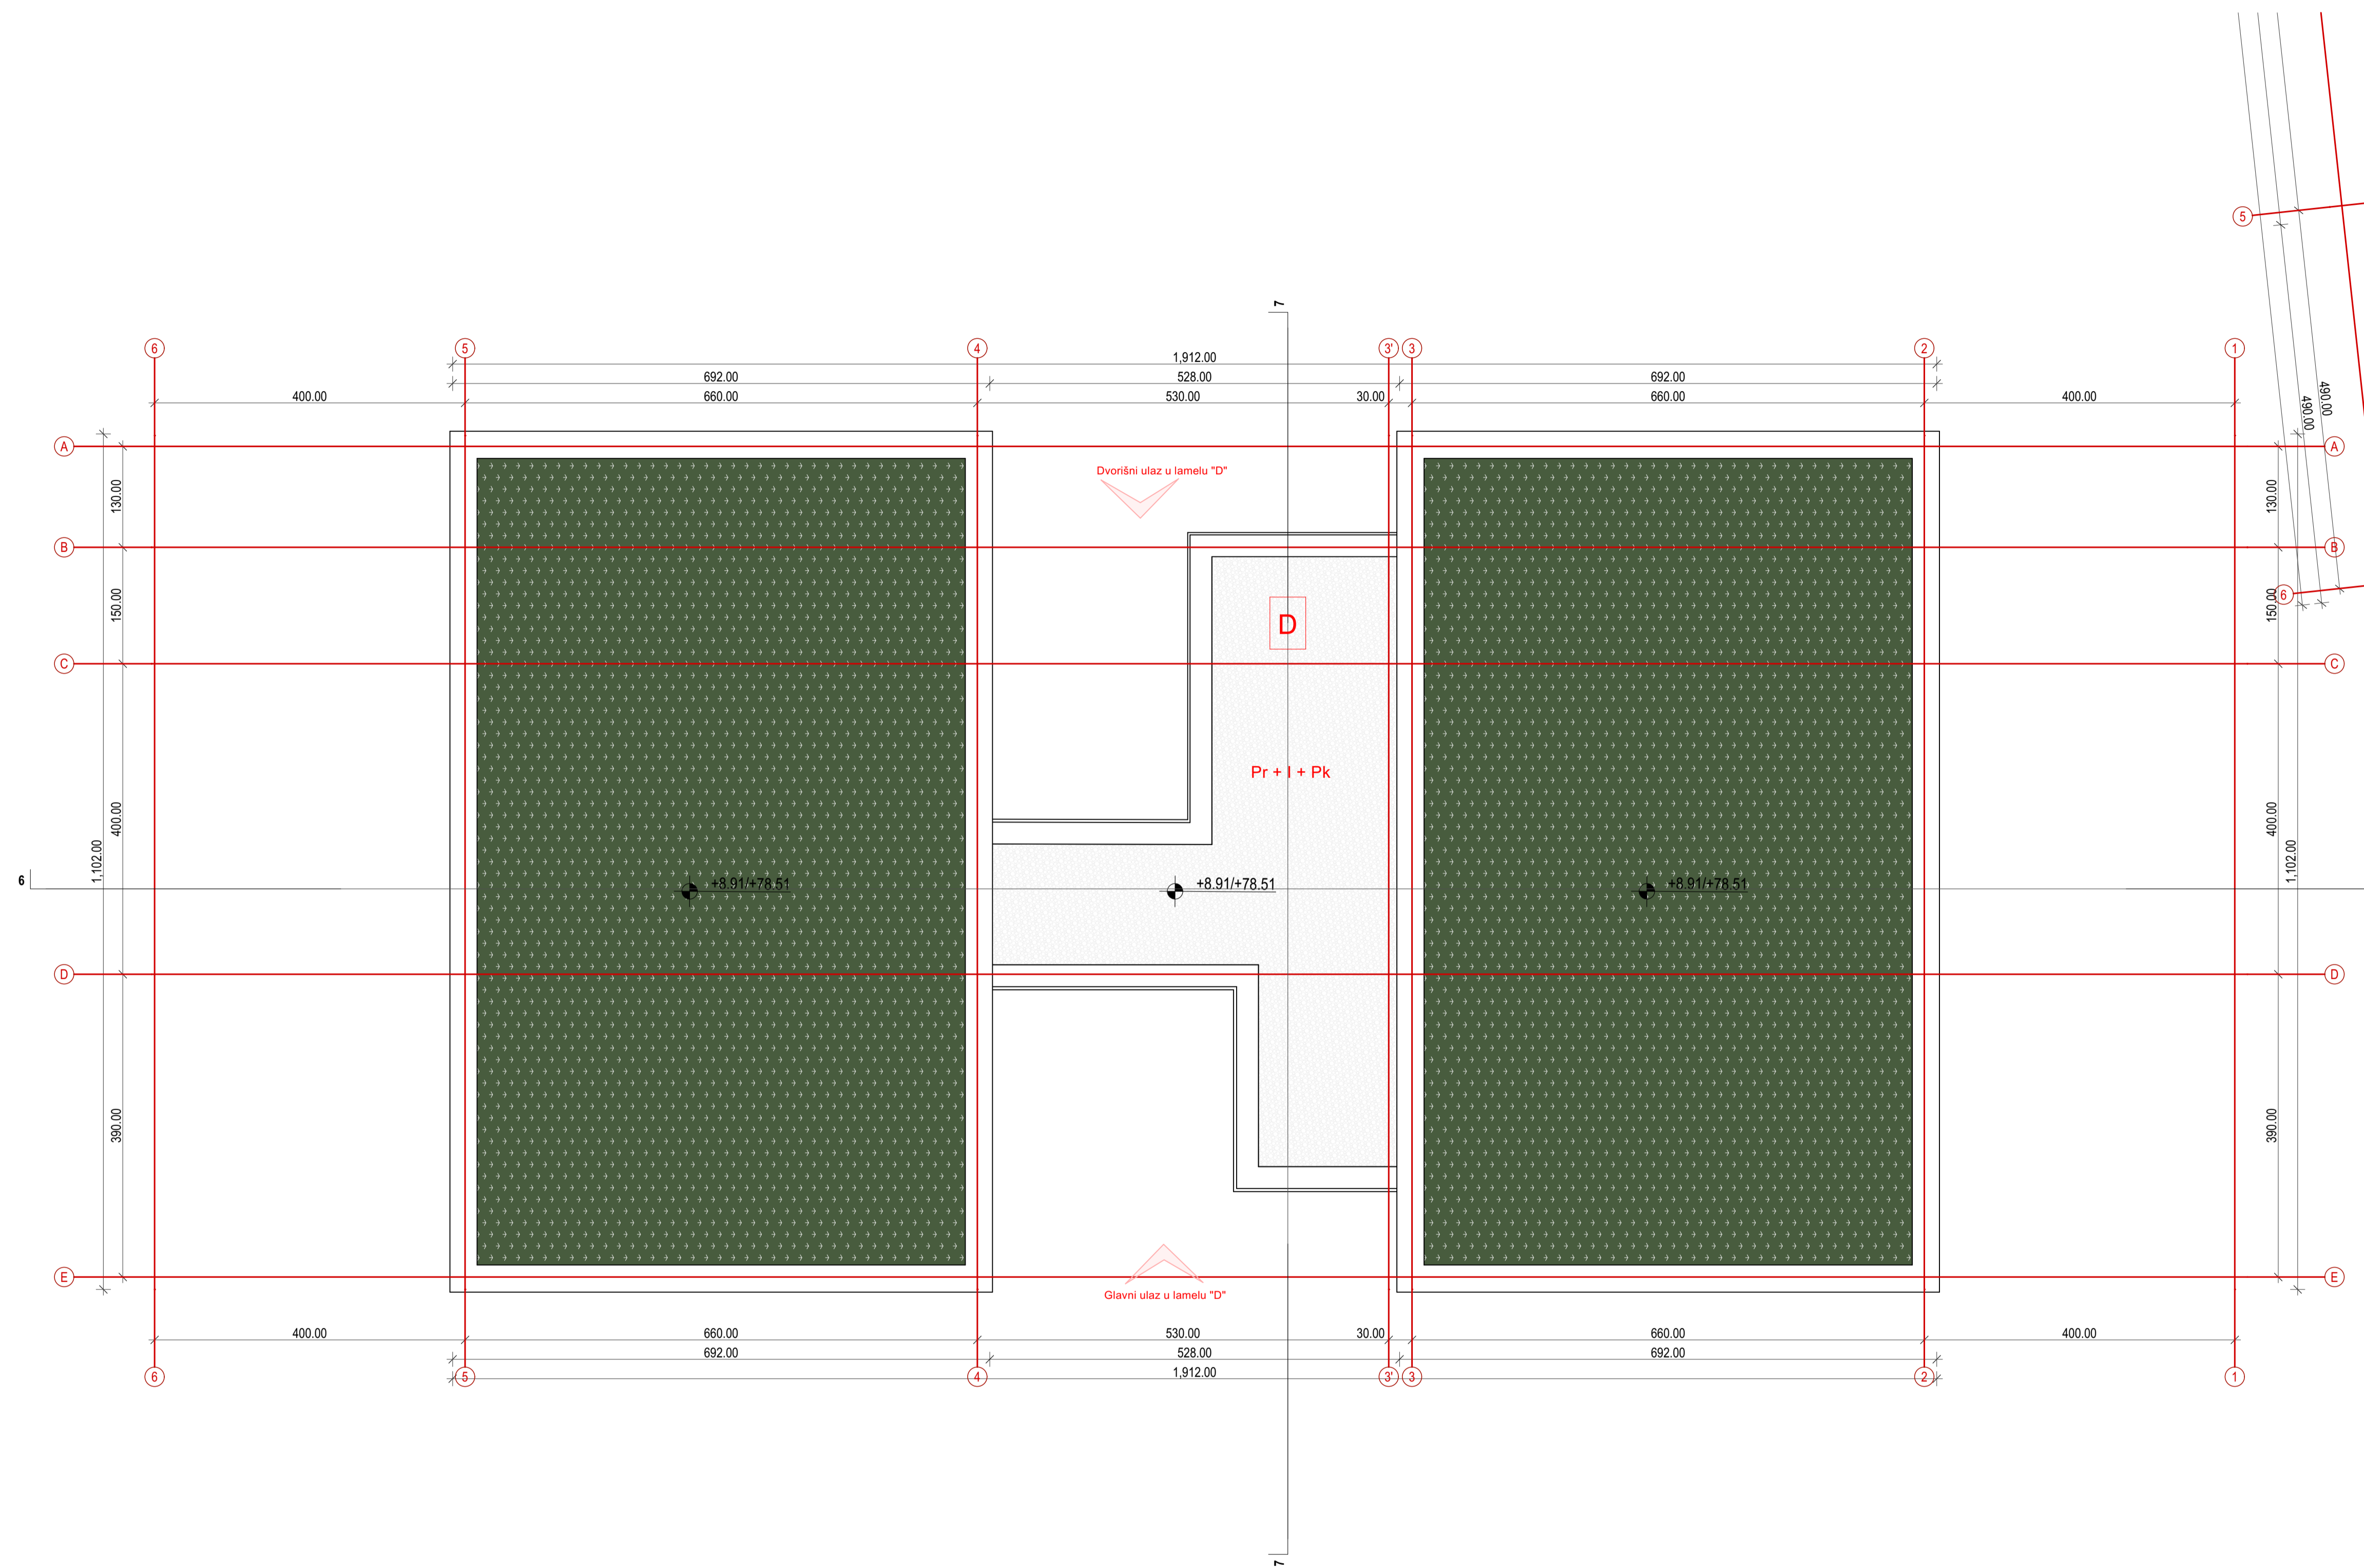 5
7
6 5 4 3' 3 2 1
1,912.00
692.00 528.00 692.00
400.00 660.00 530.00 30.00 660.00 400.00
490.00
490.00
A A
Dvorišni ulaz u lamelu "D"
130.00 130.00
B B
6
150.00 150.00
D
C C
Pr + I + Pk
400.00 400.00
1,102.00 1,102.00
6 +8.91/+78.51 +8.91/+78.51 +8.91/+78.51
D D
390.00 390.00
E E
Glavni ulaz u lamelu "D"
400.00 660.00 530.00 30.00 660.00 400.00
692.00 528.00 692.00
1,912.00
6 5 4 3' 3 2 1
7